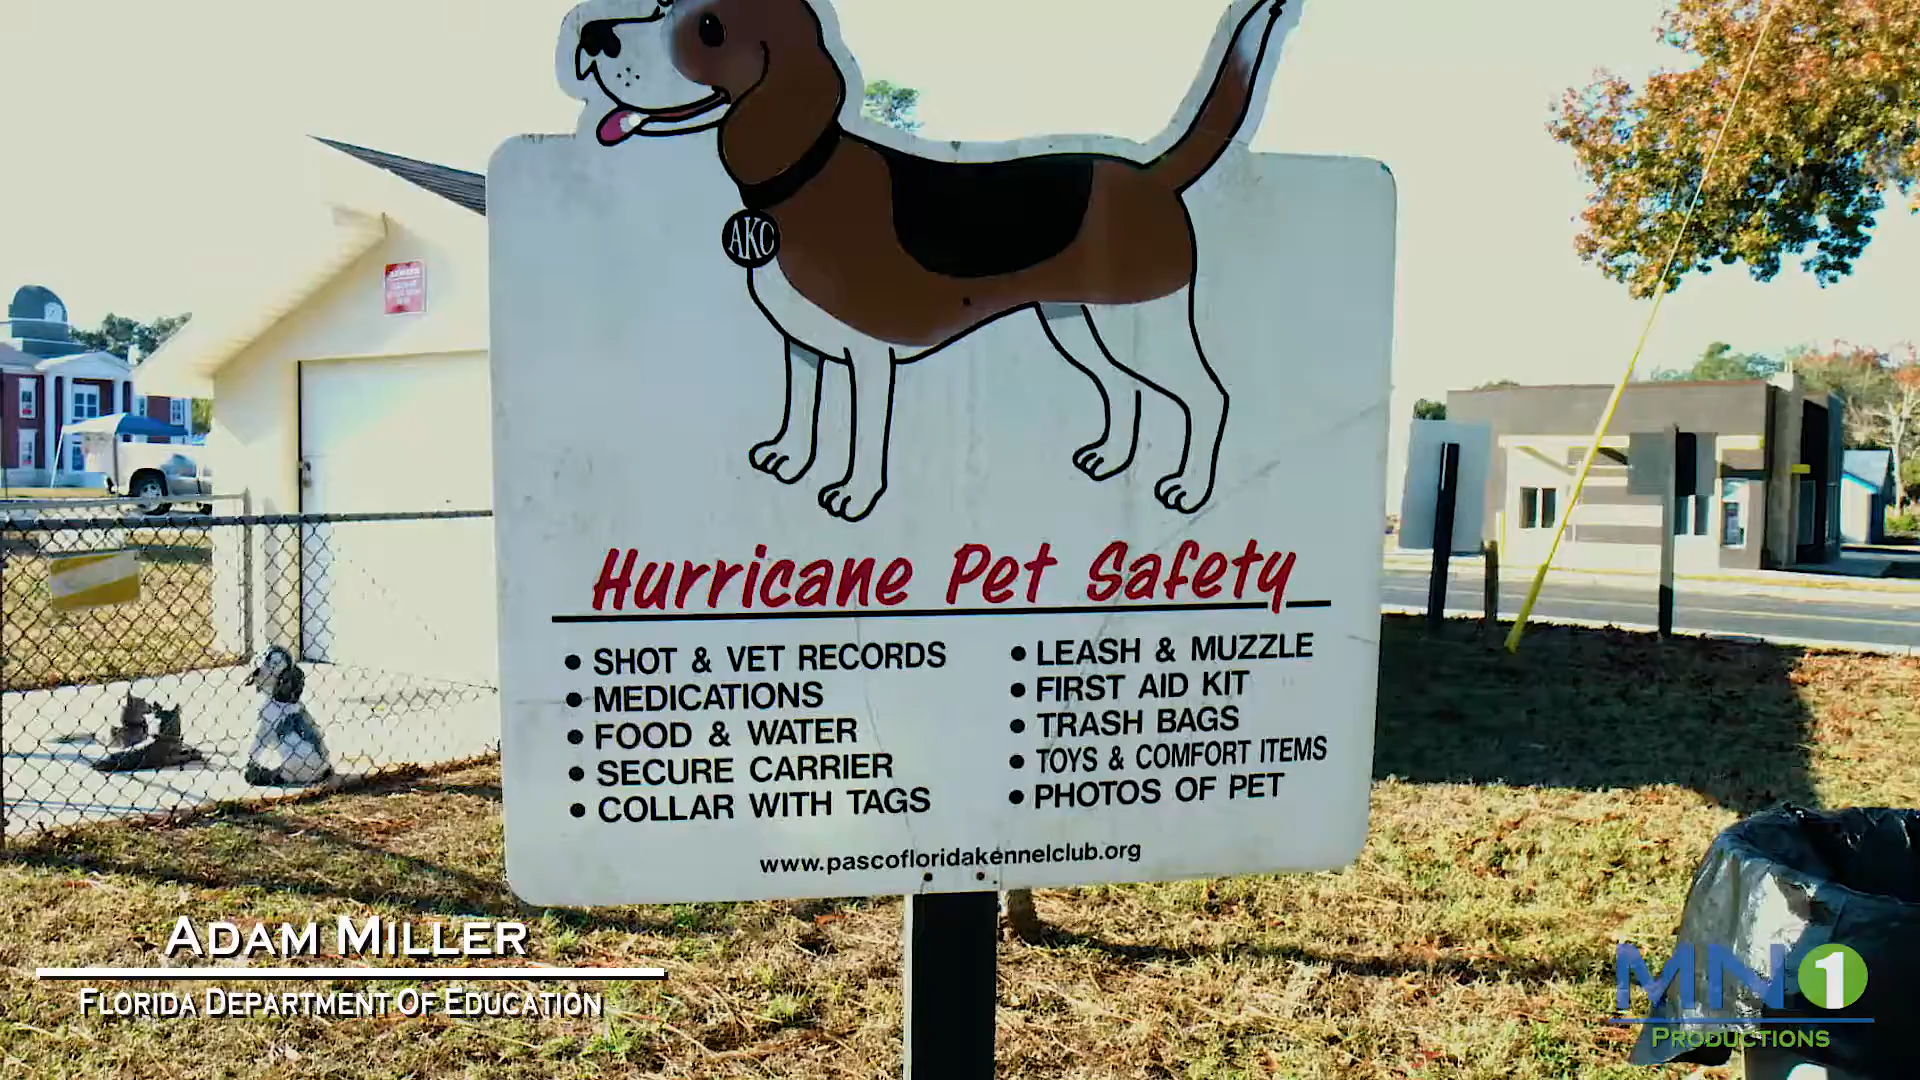 AKC
Hurricane Pet Safety
• SHOT & VET RECORDS
• MEDICATIONS
• FOOD & WATER
• SECURE CARRIER
• COLLAR WITH TAGS
• LEASH & MUZZLE
• FIRST AID KIT
• TRASH BAGS
• TOYS & COMFORT ITEMS
• PHOTOS OF PET
www.pascofloridakennelclub.org
ADAM MILLER
FLORIDA DEPARTMENT OF EDUCATION
MN1
PRODUCTIONS